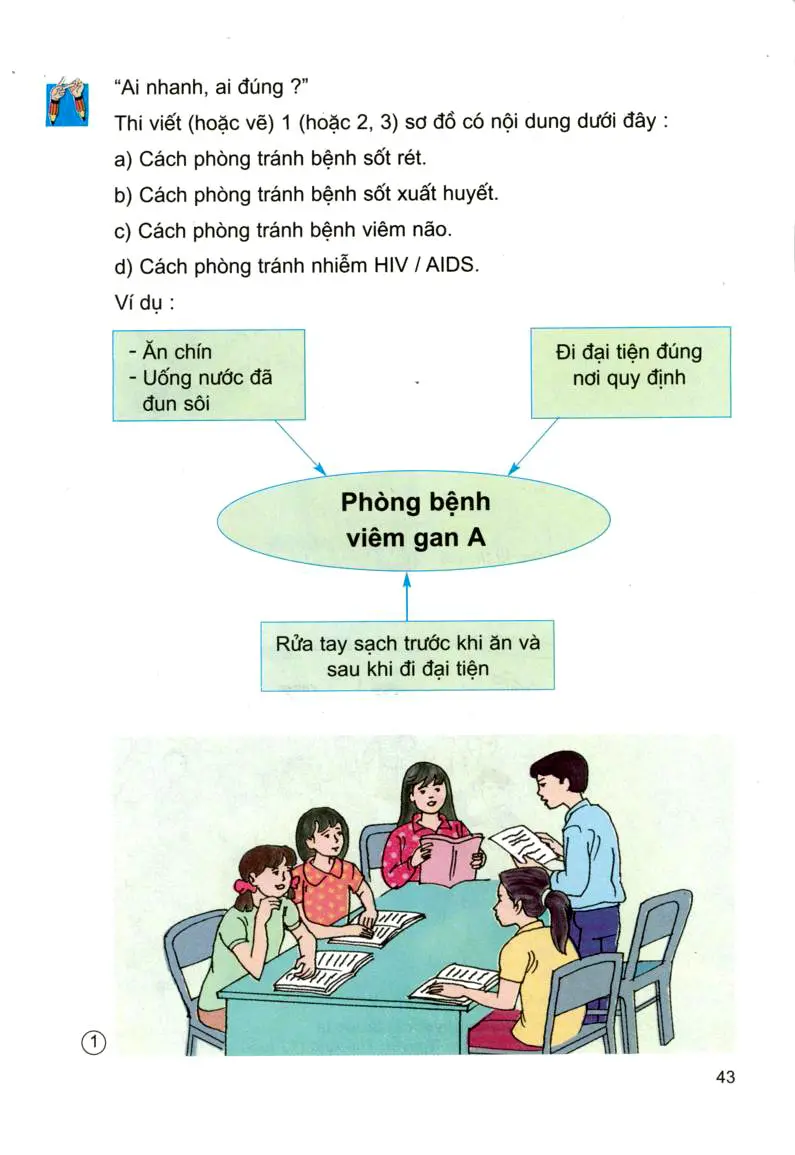 “Ai nhanh, ai đúng ?”
Thi viết (hoặc vẽ) 1 (hoặc 2, 3) sơ đồ có nội dung dưới đây :
a) Cách phòng tránh bệnh sốt rét.
b) Cách phòng tránh bệnh sốt xuất huyết.
c) Cách phòng tránh bệnh viêm não.
d) Cách phòng tránh nhiễm HIV / AIDS.
Ví dụ :
- Ăn chín
- Uống nước đã
đun sôi
Đi đại tiện đúng
nơi quy định
Phòng bệnh
viêm gan A
Rửa tay sạch trước khi ăn và
sau khi đi đại tiện
1
43